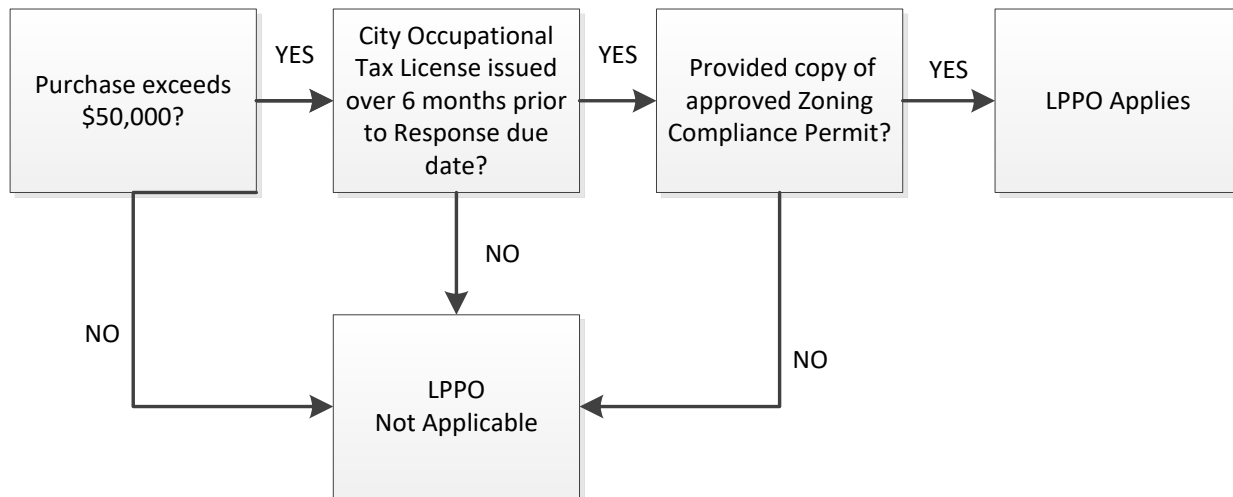 Purchase exceeds
$50,000?
YES
City Occupational
Tax License issued
over 6 months prior
to Response due
date?
YES
Provided copy of
approved Zoning
Compliance Permit?
YES
LPPO Applies
NO
NO
NO
LPPO
Not Applicable